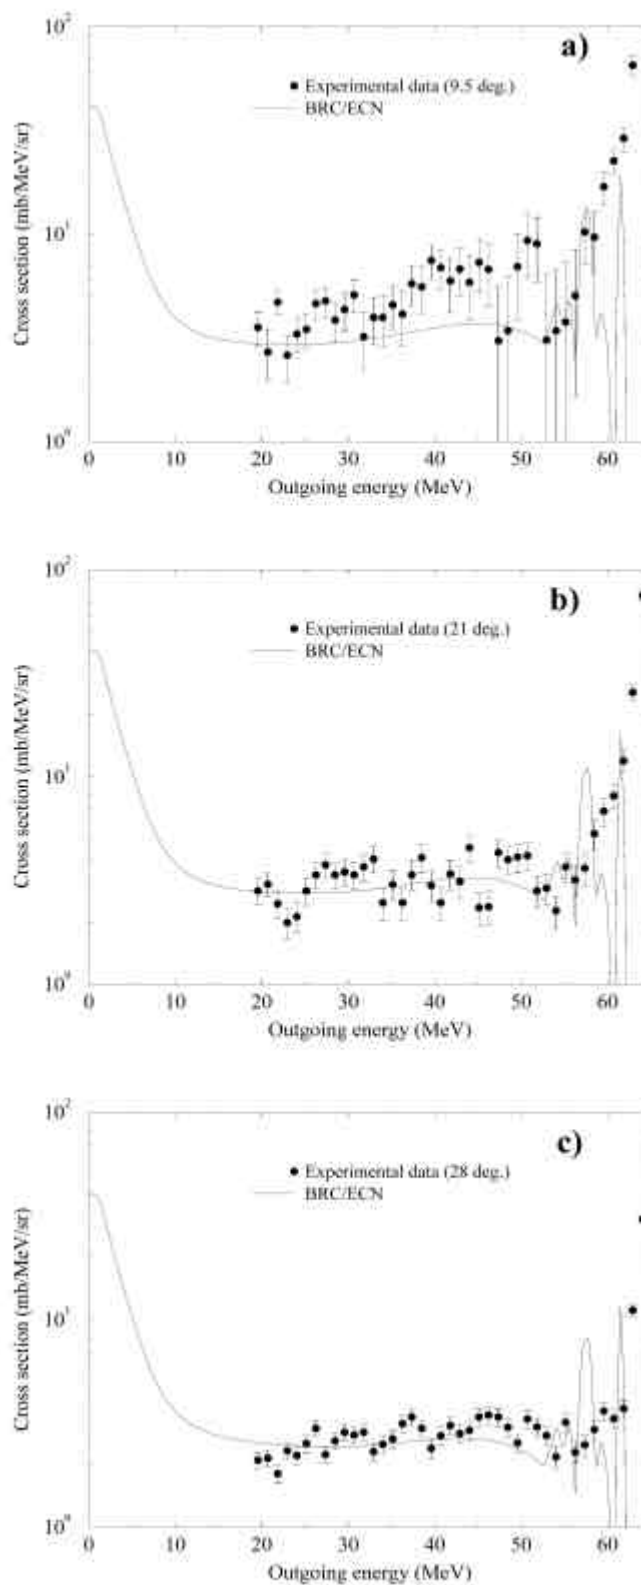 a)
10²
Experimental data (9.5 deg.)
BRC/ECN
10¹
10⁰
Cross section (mb/MeV/sr)
0 10 20 30 40 50 60
Outgoing energy (MeV)
b)
10²
Experimental data (21 deg.)
BRC/ECN
10¹
10⁰
Cross section (mb/MeV/sr)
0 10 20 30 40 50 60
Outgoing energy (MeV)
c)
10²
Experimental data (28 deg.)
BRC/ECN
10¹
10⁰
Cross section (mb/MeV/sr)
0 10 20 30 40 50 60
Outgoing energy (MeV)